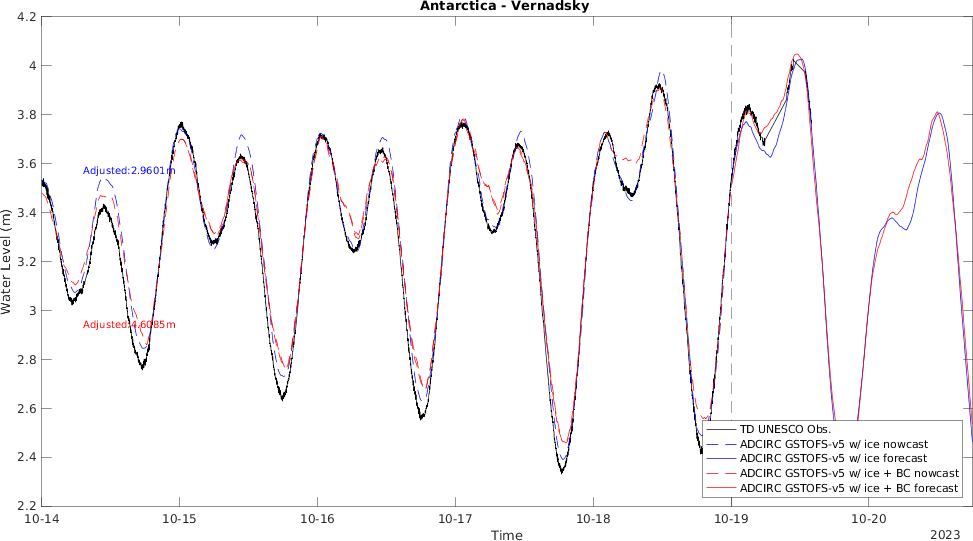 Antarctica - Vernadsky
4.2
4
3.8
3.6
3.4
3.2
3
2.8
2.6
2.4
2.2
Water Level (m)
Adjusted:2.9601m
Adjusted:4.6085m
TD UNESCO Obs.
ADCIRC GSTOFS-v5 w/ ice nowcast
ADCIRC GSTOFS-v5 w/ ice forecast
ADCIRC GSTOFS-v5 w/ ice + BC nowcast
ADCIRC GSTOFS-v5 w/ ice + BC forecast
10-14 10-15 10-16 10-17 10-18 10-19 10-20
Time
2023